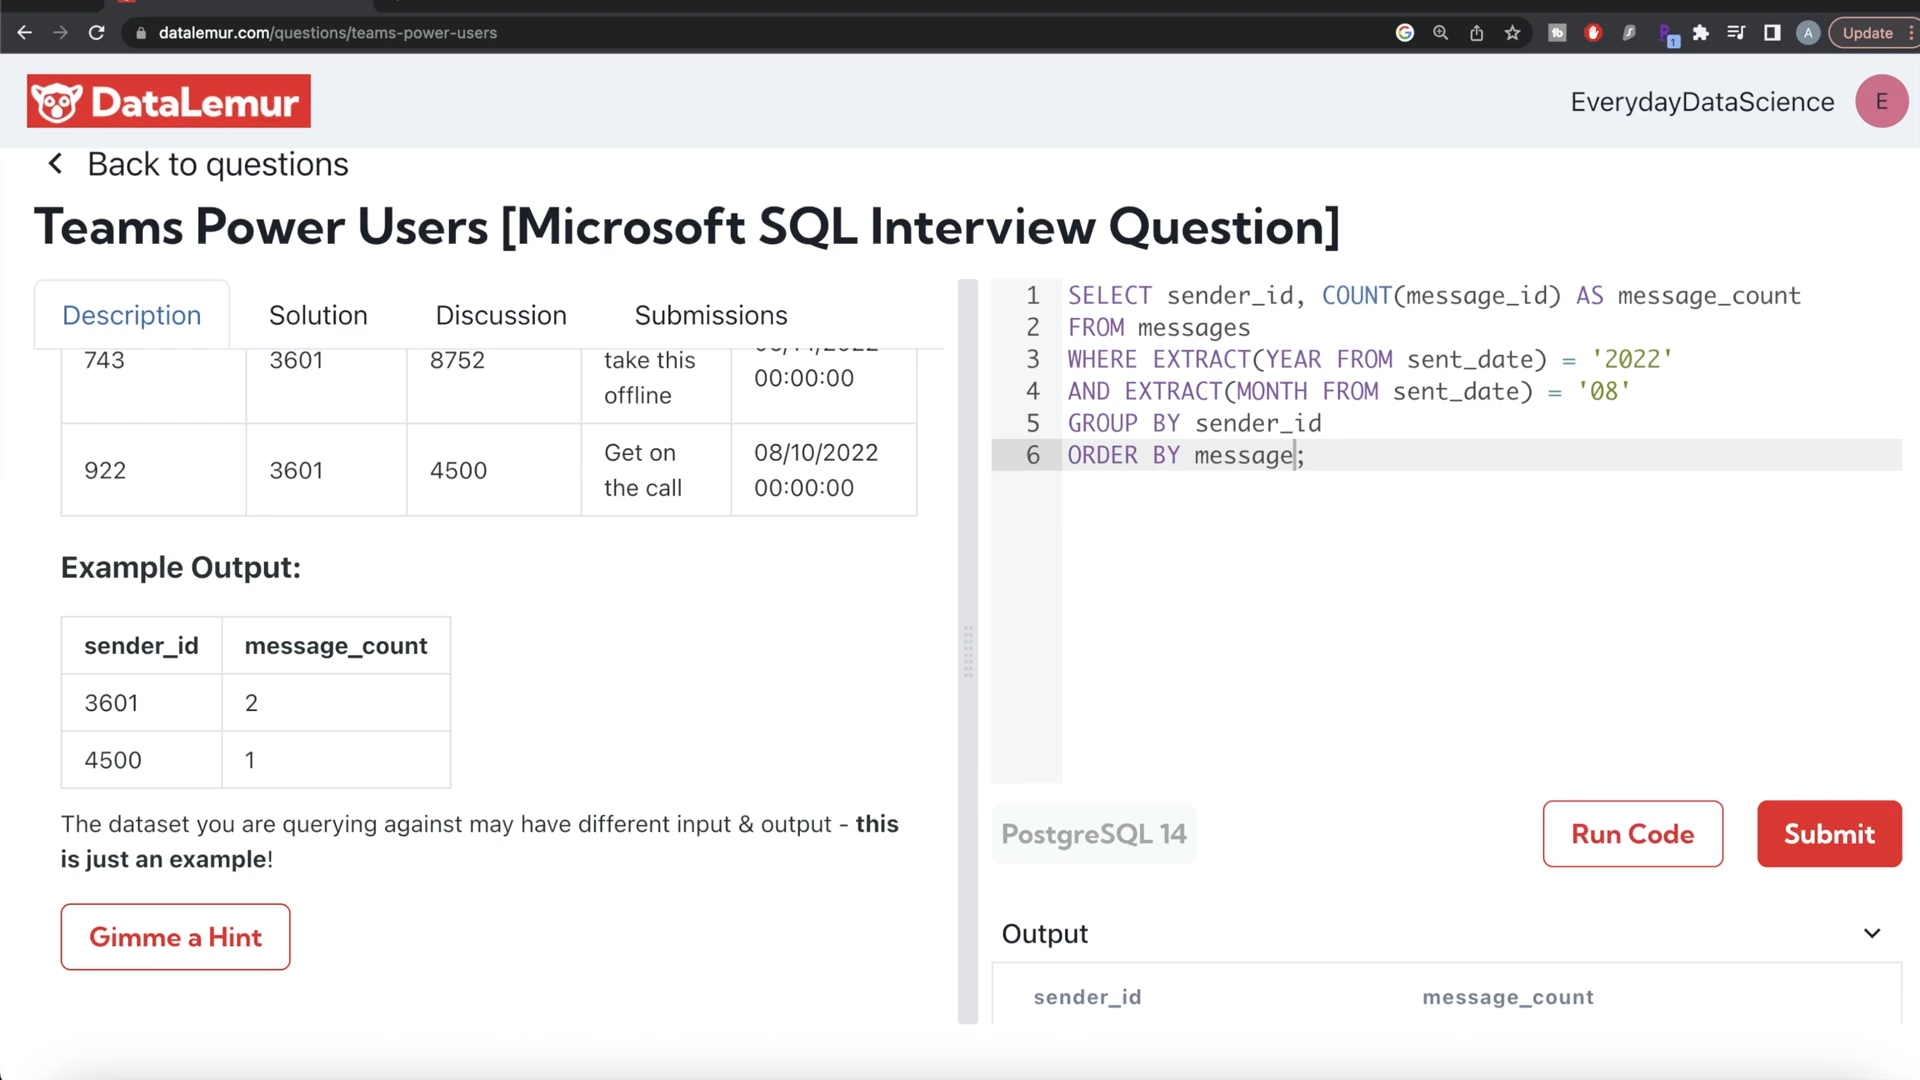 datalemur.com/questions/teams-power-users
1
A
Update
DataLemur
EverydayDataScience
E
Back to questions
Teams Power Users [Microsoft SQL Interview Question]
Description Solution Discussion Submissions
743 3601 8752 take this offline 00:00:00
922 3601 4500 Get on the call 08/10/2022 00:00:00
Example Output:
sender_id message_count
3601 2
4500 1
The dataset you are querying against may have different input & output - this
is just an example!
Gimme a Hint
1 SELECT sender_id, COUNT(message_id) AS message_count
2 FROM messages
3 WHERE EXTRACT(YEAR FROM sent_date) = '2022'
4 AND EXTRACT(MONTH FROM sent_date) = '08'
5 GROUP BY sender_id
6 ORDER BY message;
PostgreSQL 14
Run Code
Submit
Output
sender_id message_count